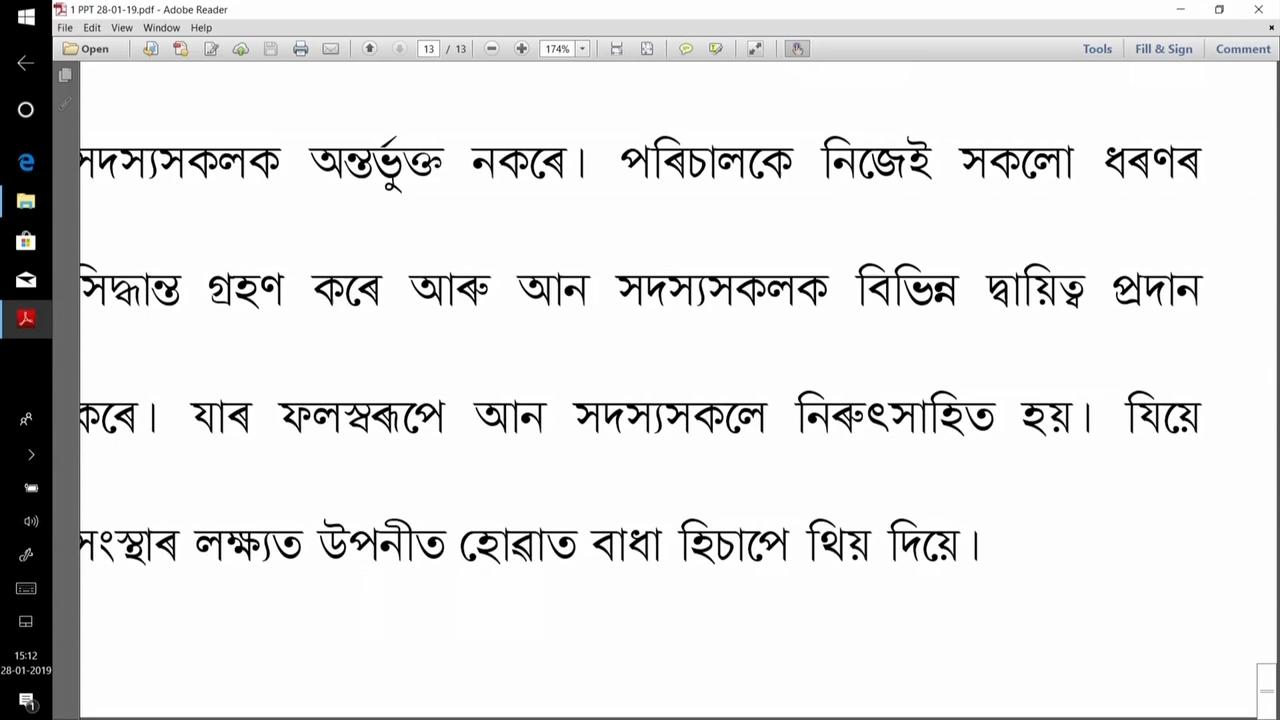 1 PPT 28-01-19.pdf - Adobe Reader
File Edit View Window Help
Open 13 / 13 174% Tools Fill & Sign Comment
সদস্যসকলক অন্তৰ্ভুক্ত নকৰে। পৰিচালকে নিজেই সকলো ধৰণৰ
সিদ্ধান্ত গ্ৰহণ কৰে আৰু আন সদস্যসকলক বিভিন্ন দ্বায়িত্ব প্ৰদান
কৰে। যাৰ ফলস্বৰূপে আন সদস্যসকলে নিৰুৎসাহিত হয়। যিয়ে
সংস্থাৰ লক্ষ্যত উপনীত হোৱাত বাধা হিচাপে থিয় দিয়ে।
15:12
28-01-2019
1